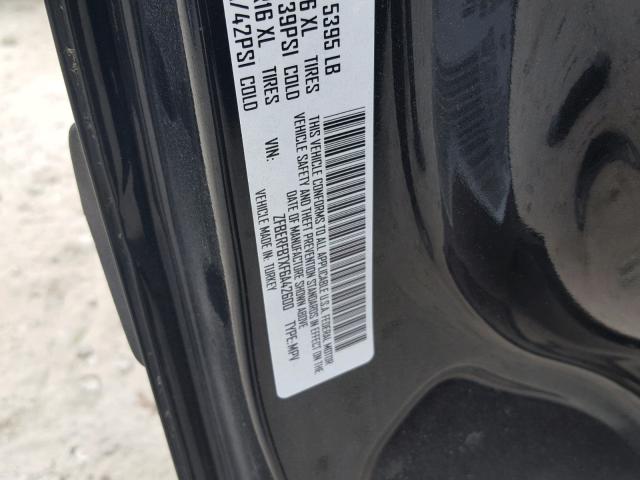 5395 LB
6 XL TIRES
39PSI COLD
R16 XL TIRES
/42PSI COLD
THIS VEHICLE CONFORMS TO ALL APPLICABLE U.S.A. FEDERAL MOTOR
VEHICLE SAFETY AND THEFT PREVENTION STANDARDS IN EFFECT ON THE
DATE OF MANUFACTURE SHOWN ABOVE
VIN: ZFBERFBTXF6A42600 TYPE:MPV
VEHICLE MADE IN: TURKEY